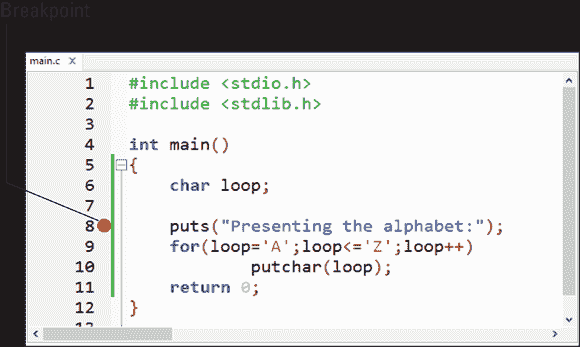 Breakpoint
main.c X
1 #include <stdio.h>
2 #include <stdlib.h>
3
4 int main()
5 {
6 char loop;
7
8 puts("Presenting the alphabet:");
9 for(loop='A';loop<='Z';loop++)
10 putchar(loop);
11 return 0;
12 }
13